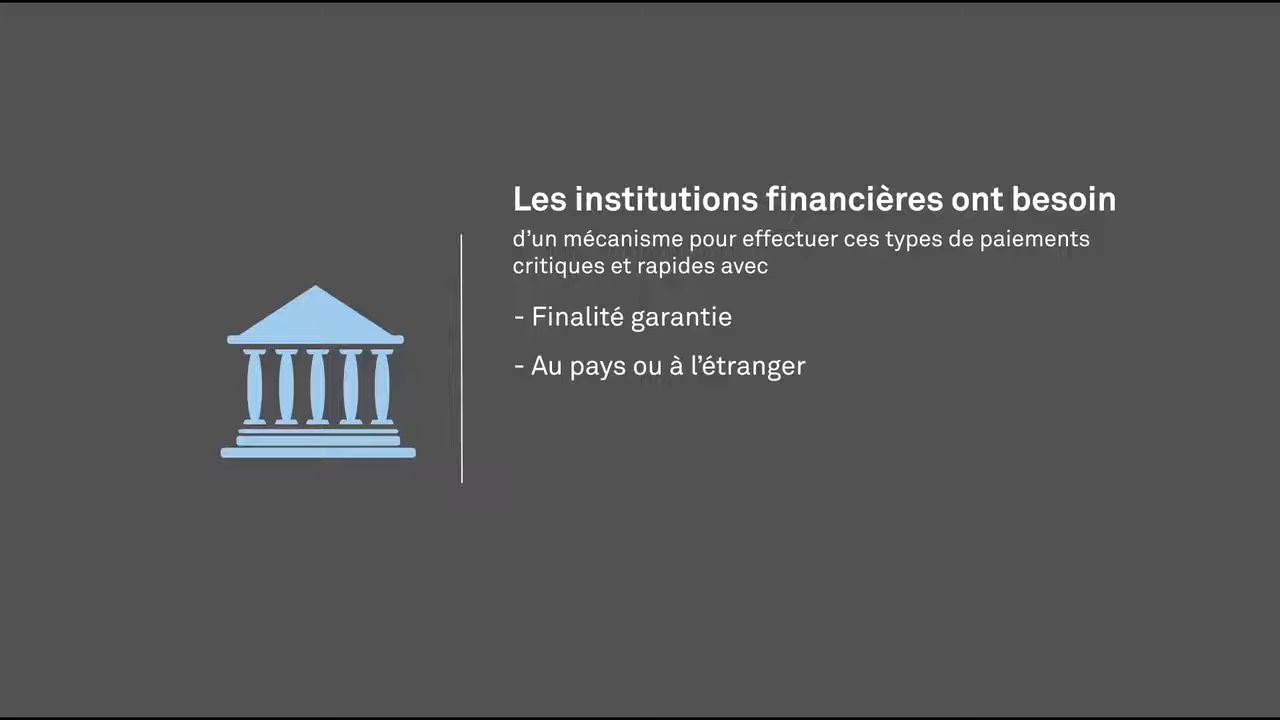 Les institutions financières ont besoin
d’un mécanisme pour effectuer ces types de paiements
critiques et rapides avec
- Finalité garantie
- Au pays ou à l’étranger